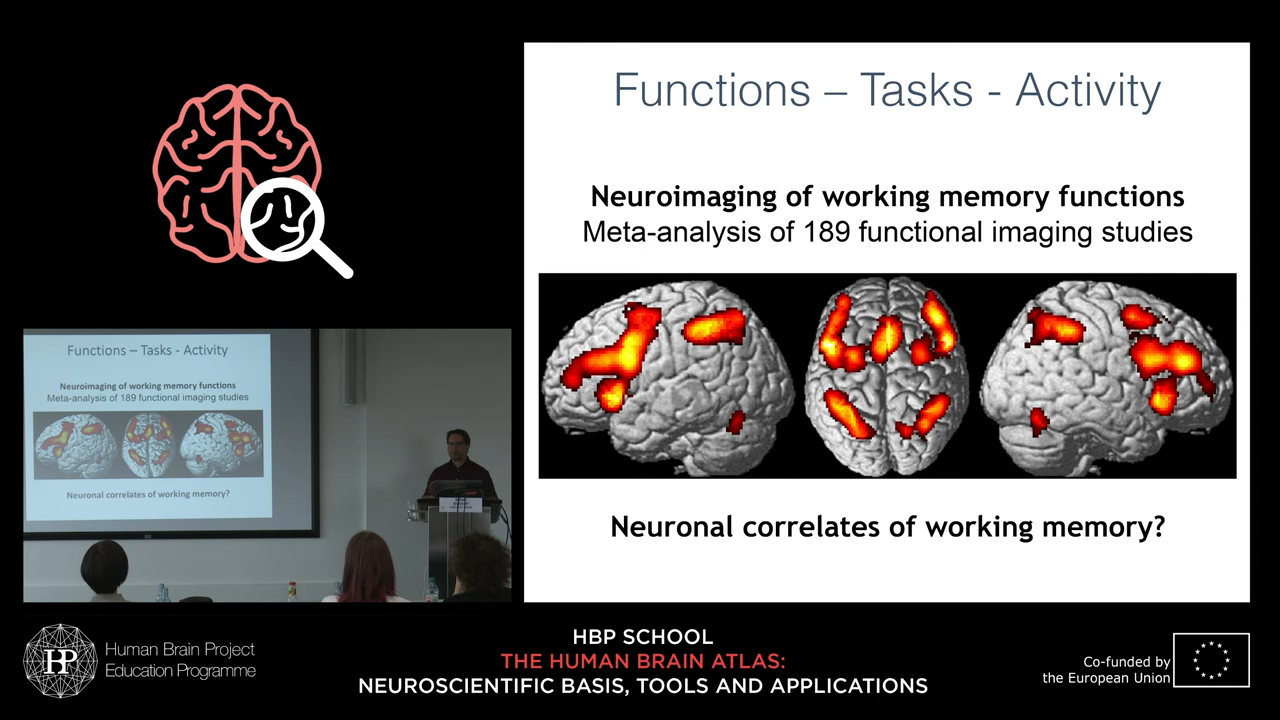 Functions – Tasks - Activity
Neuroimaging of working memory functions
Meta-analysis of 189 functional imaging studies
Neuronal correlates of working memory?
Functions – Tasks - Activity
Neuroimaging of working memory functions
Meta-analysis of 189 functional imaging studies
Neuronal correlates of working memory?
HP
Human Brain Project
Education Programme
HBP SCHOOL
THE HUMAN BRAIN ATLAS:
NEUROSCIENTIFIC BASIS, TOOLS AND APPLICATIONS
Co-funded by
the European Union